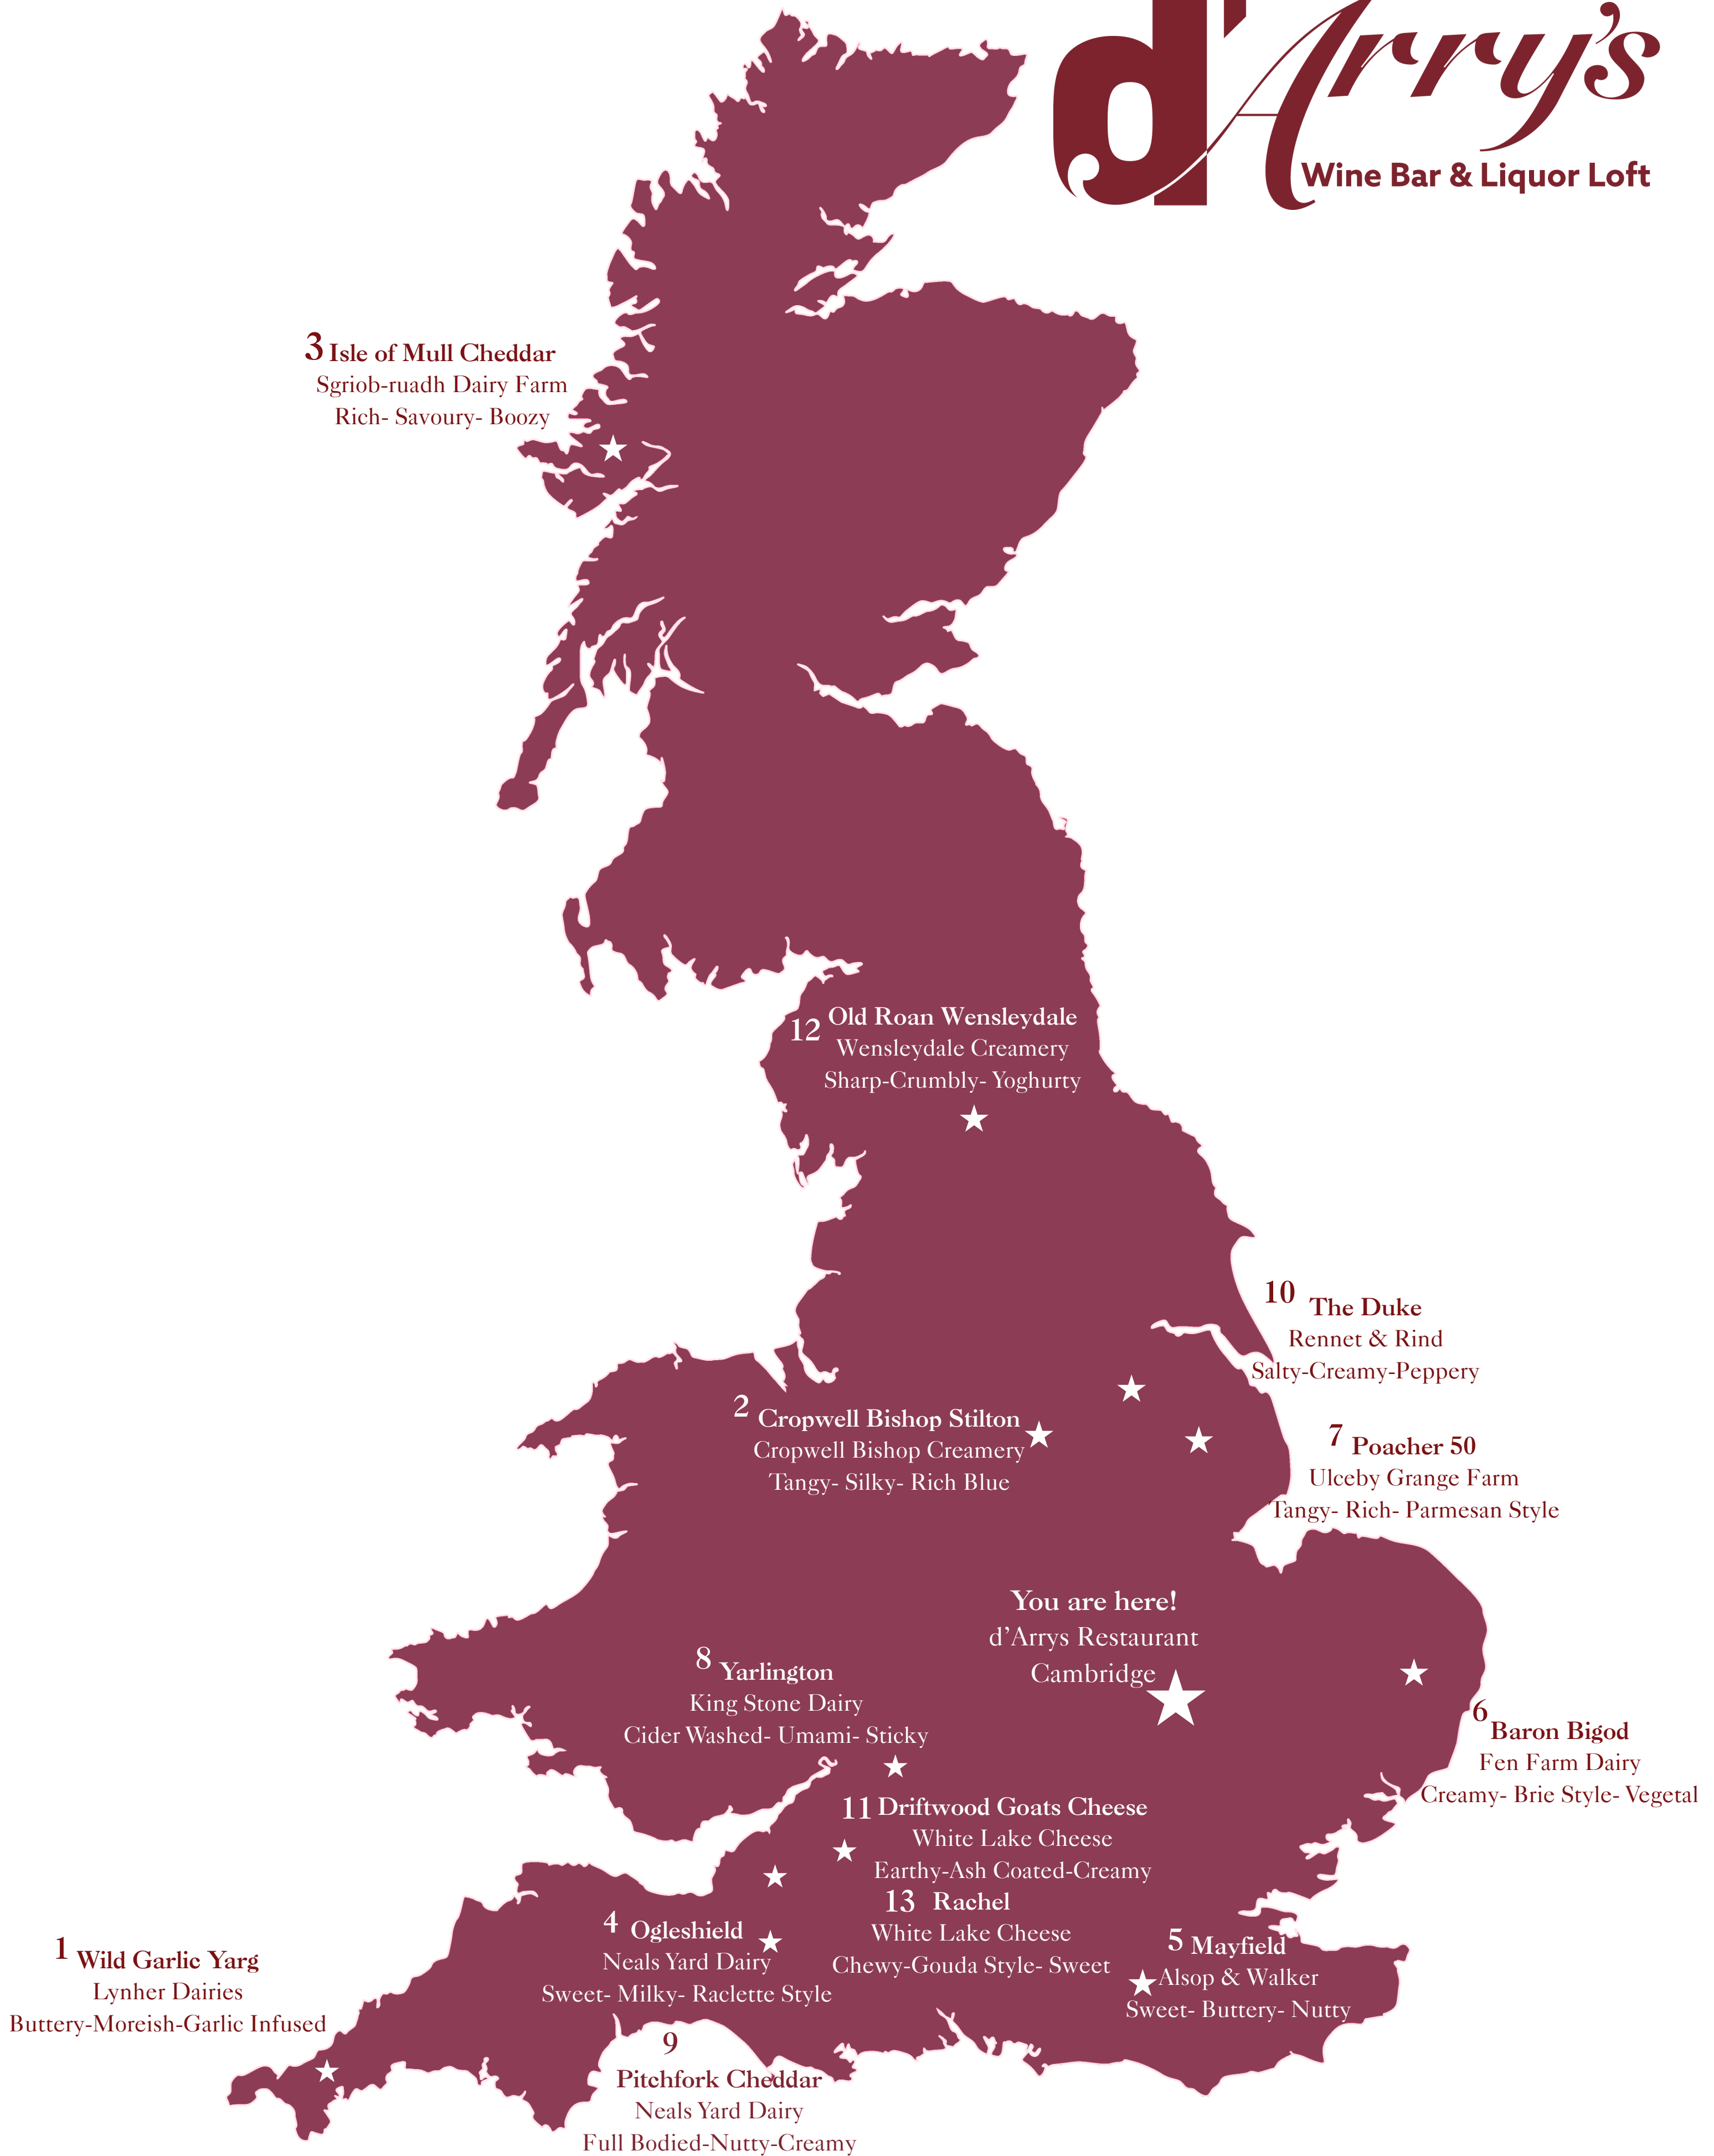 d'Arry's
Wine Bar & Liquor Loft
3 Isle of Mull Cheddar
Sgriob-ruadh Dairy Farm
Rich- Savoury- Boozy
12 Old Roan Wensleydale
Wensleydale Creamery
Sharp-Crumbly- Yoghurty
10 The Duke
Rennet & Rind
Salty-Creamy-Peppery
2 Cropwell Bishop Stilton
Cropwell Bishop Creamery
Tangy- Silky- Rich Blue
7 Poacher 50
Ulceby Grange Farm
Tangy- Rich- Parmesan Style
You are here!
d'Arrys Restaurant
Cambridge
8 Yarlington
King Stone Dairy
Cider Washed- Umami- Sticky
6 Baron Bigod
Fen Farm Dairy
Creamy- Brie Style- Vegetal
11 Driftwood Goats Cheese
White Lake Cheese
Earthy-Ash Coated-Creamy
13 Rachel
White Lake Cheese
Chewy-Gouda Style- Sweet
4 Ogleshield
Neals Yard Dairy
Sweet- Milky- Raclette Style
5 Mayfield
Alsop & Walker
Sweet- Buttery- Nutty
1 Wild Garlic Yarg
Lynher Dairies
Buttery-Moreish-Garlic Infused
9
Pitchfork Cheddar
Neals Yard Dairy
Full Bodied-Nutty-Creamy